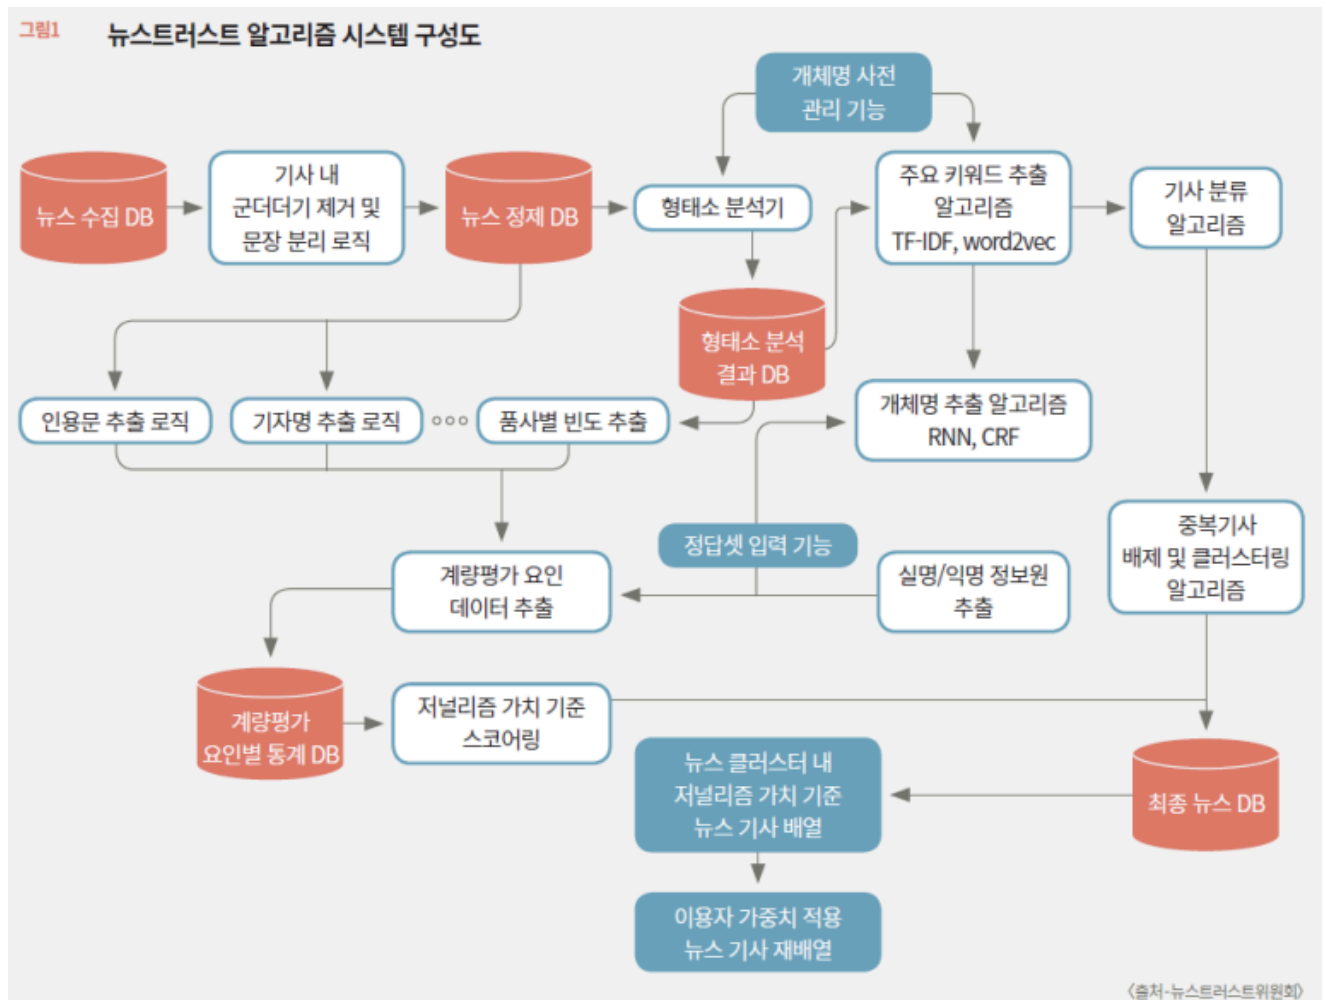 그림1
뉴스트러스트 알고리즘 시스템 구성도
개체명 사전
관리 기능
뉴스 수집 DB
기사 내
군더더기 제거 및
문장 분리 로직
뉴스 정제 DB
형태소 분석기
주요 키워드 추출
알고리즘
TF-IDF, word2vec
기사 분류
알고리즘
형태소 분석
결과 DB
인용문 추출 로직
기자명 추출 로직
품사별 빈도 추출
개체명 추출 알고리즘
RNN, CRF
정답셋 입력 기능
중복기사
배제 및 클러스터링
알고리즘
계량평가 요인
데이터 추출
실명/익명 정보원
추출
계량평가
요인별 통계 DB
저널리즘 가치 기준
스코어링
뉴스 클러스터 내
저널리즘 가치 기준
뉴스 기사 배열
최종 뉴스 DB
이용자 가중치 적용
뉴스 기사 재배열
〈출처-뉴스트러스트위원회〉